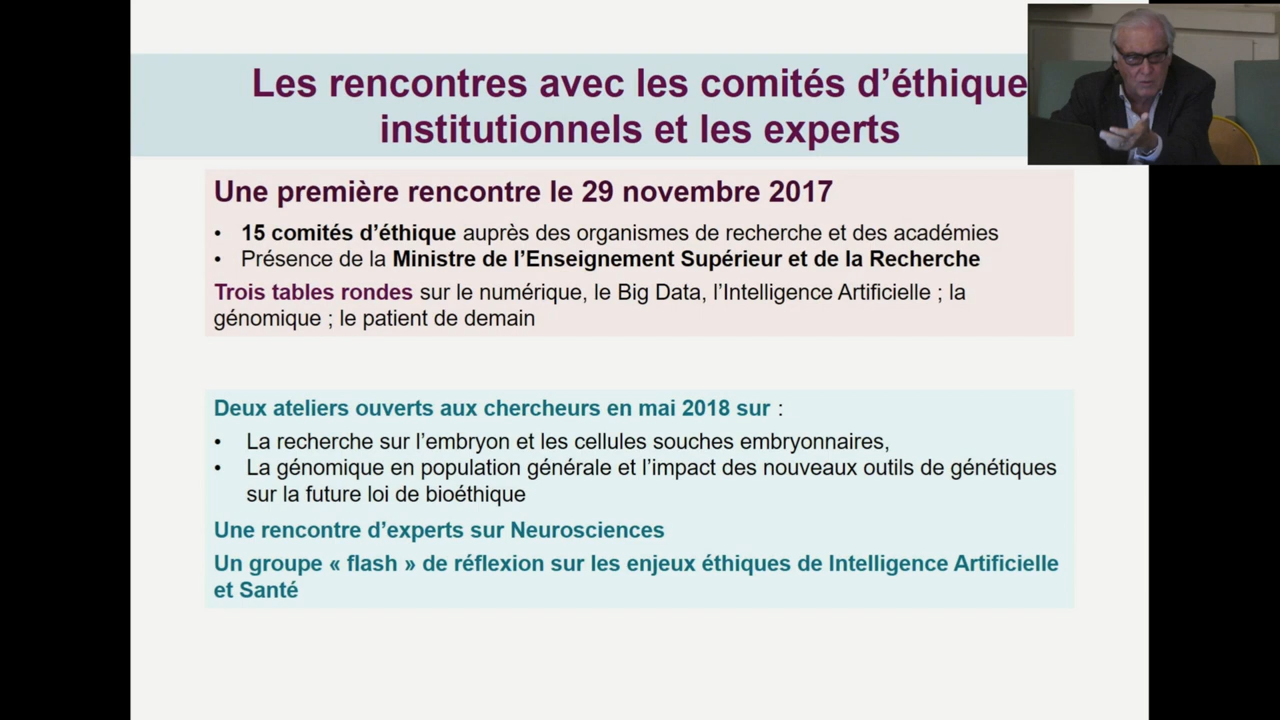 Les rencontres avec les comités d’éthique
institutionnels et les experts
Une première rencontre le 29 novembre 2017
• 15 comités d’éthique auprès des organismes de recherche et des académies
• Présence de la Ministre de l’Enseignement Supérieur et de la Recherche
Trois tables rondes sur le numérique, le Big Data, l’Intelligence Artificielle ; la
génomique ; le patient de demain
Deux ateliers ouverts aux chercheurs en mai 2018 sur :
• La recherche sur l’embryon et les cellules souches embryonnaires,
• La génomique en population générale et l’impact des nouveaux outils de génétiques
sur la future loi de bioéthique
Une rencontre d’experts sur Neurosciences
Un groupe « flash » de réflexion sur les enjeux éthiques de Intelligence Artificielle
et Santé